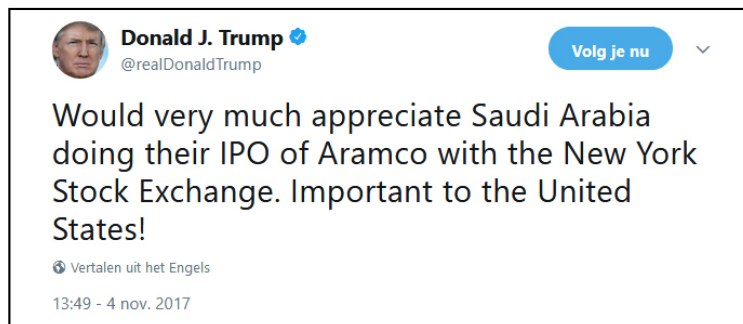 Donald J. Trump
@realDonaldTrump
Volg je nu
Would very much appreciate Saudi Arabia
doing their IPO of Aramco with the New York
Stock Exchange. Important to the United
States!
Vertalen uit het Engels
13:49 - 4 nov. 2017